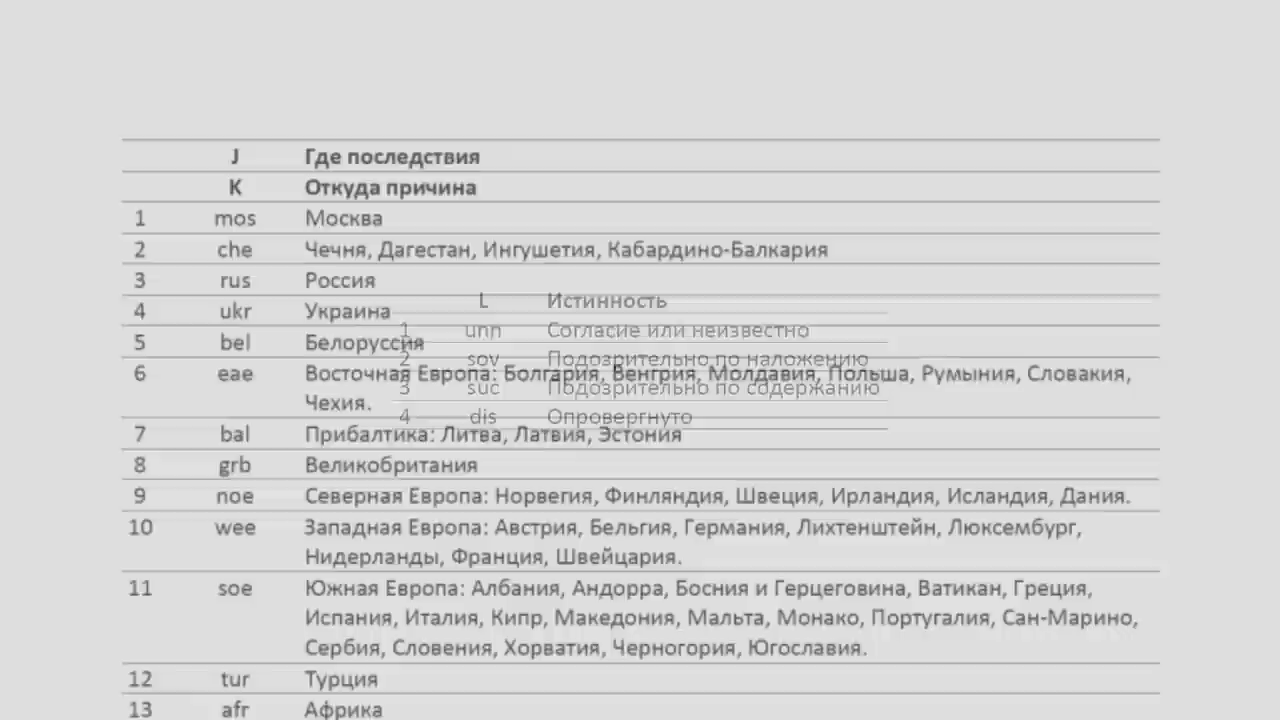 J Где последствия
K Откуда причина
1 mos Москва
2 che Чечня, Дагестан, Ингушетия, Кабардино-Балкария
3 rus Россия
4 ukr Украина
5 bel Белоруссия
6 eae Восточная Европа: Болгария, Венгрия, Молдавия, Польша, Румыния, Словакия,
Чехия.
7 bal Прибалтика: Литва, Латвия, Эстония
8 grb Великобритания
9 noe Северная Европа: Норвегия, Финляндия, Швеция, Ирландия, Исландия, Дания.
10 wee Западная Европа: Австрия, Бельгия, Германия, Лихтенштейн, Люксембург,
Нидерланды, Франция, Швейцария.
11 soe Южная Европа: Албания, Андорра, Босния и Герцеговина, Ватикан, Греция,
Испания, Италия, Кипр, Македония, Мальта, Монако, Португалия, Сан-Марино,
Сербия, Словения, Хорватия, Черногория, Югославия.
12 tur Турция
13 afr Африка
L Истинность
1 unn Согласие или неизвестно
2 sov Подозрительно по наложению
3 suc Подозрительно по содержанию
4 dis Опровергнуто